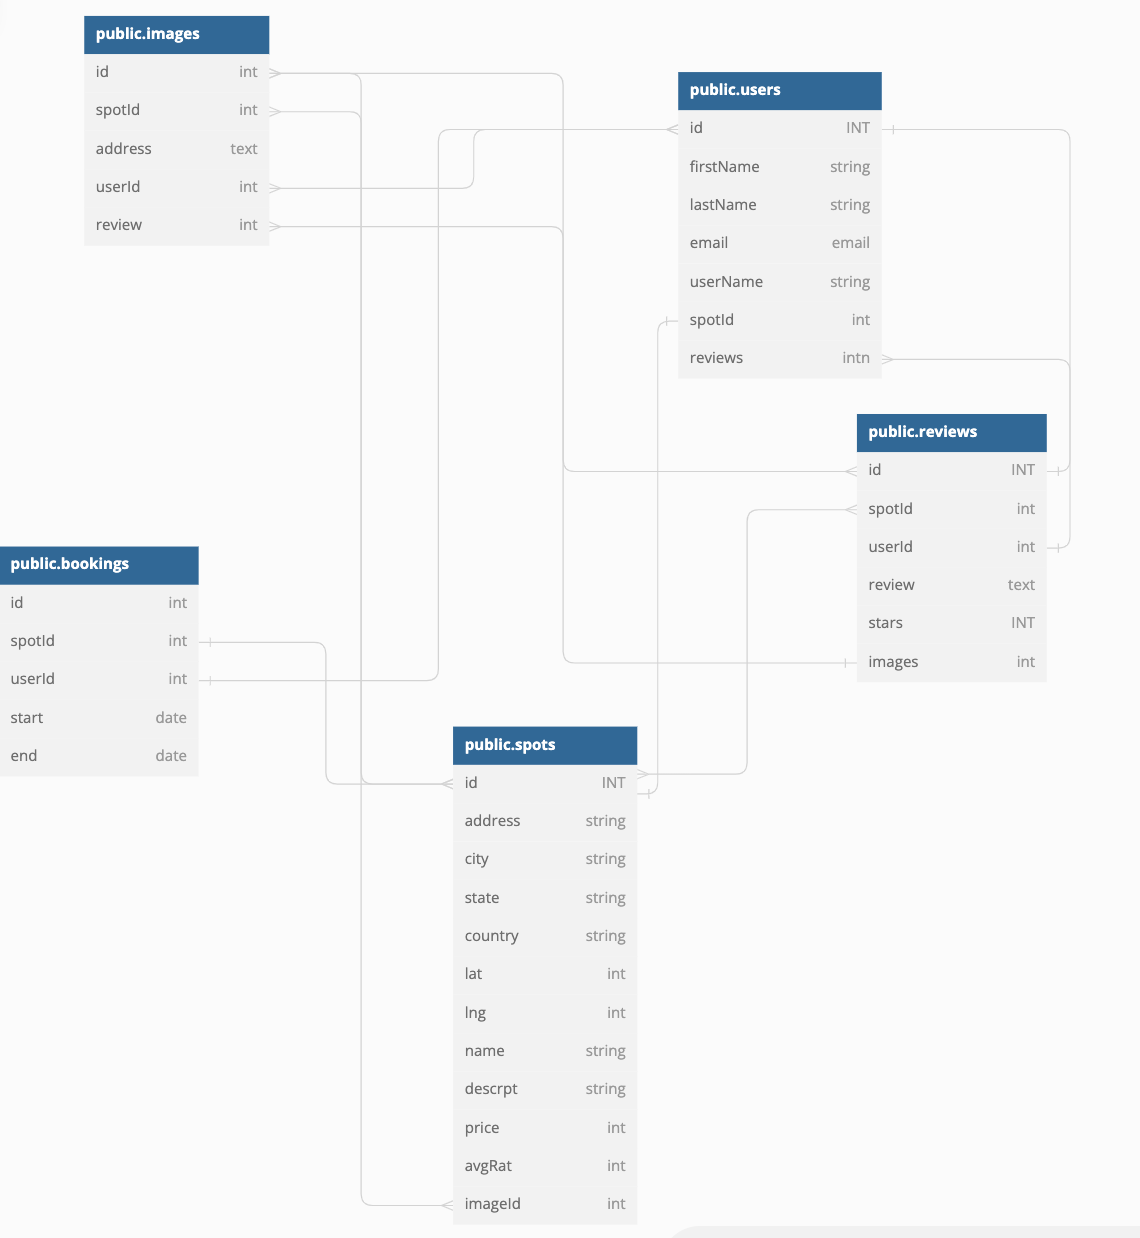 public.images
id int
spotId int
address text
userId int
review int
public.users
id INT
firstName string
lastName string
email email
userName string
spotId int
reviews intn
public.reviews
id INT
spotId int
userId int
review text
stars INT
images int
public.bookings
id int
spotId int
userId int
start date
end date
public.spots
id INT
address string
city string
state string
country string
lat int
lng int
name string
descrpt string
price int
avgRat int
imageId int